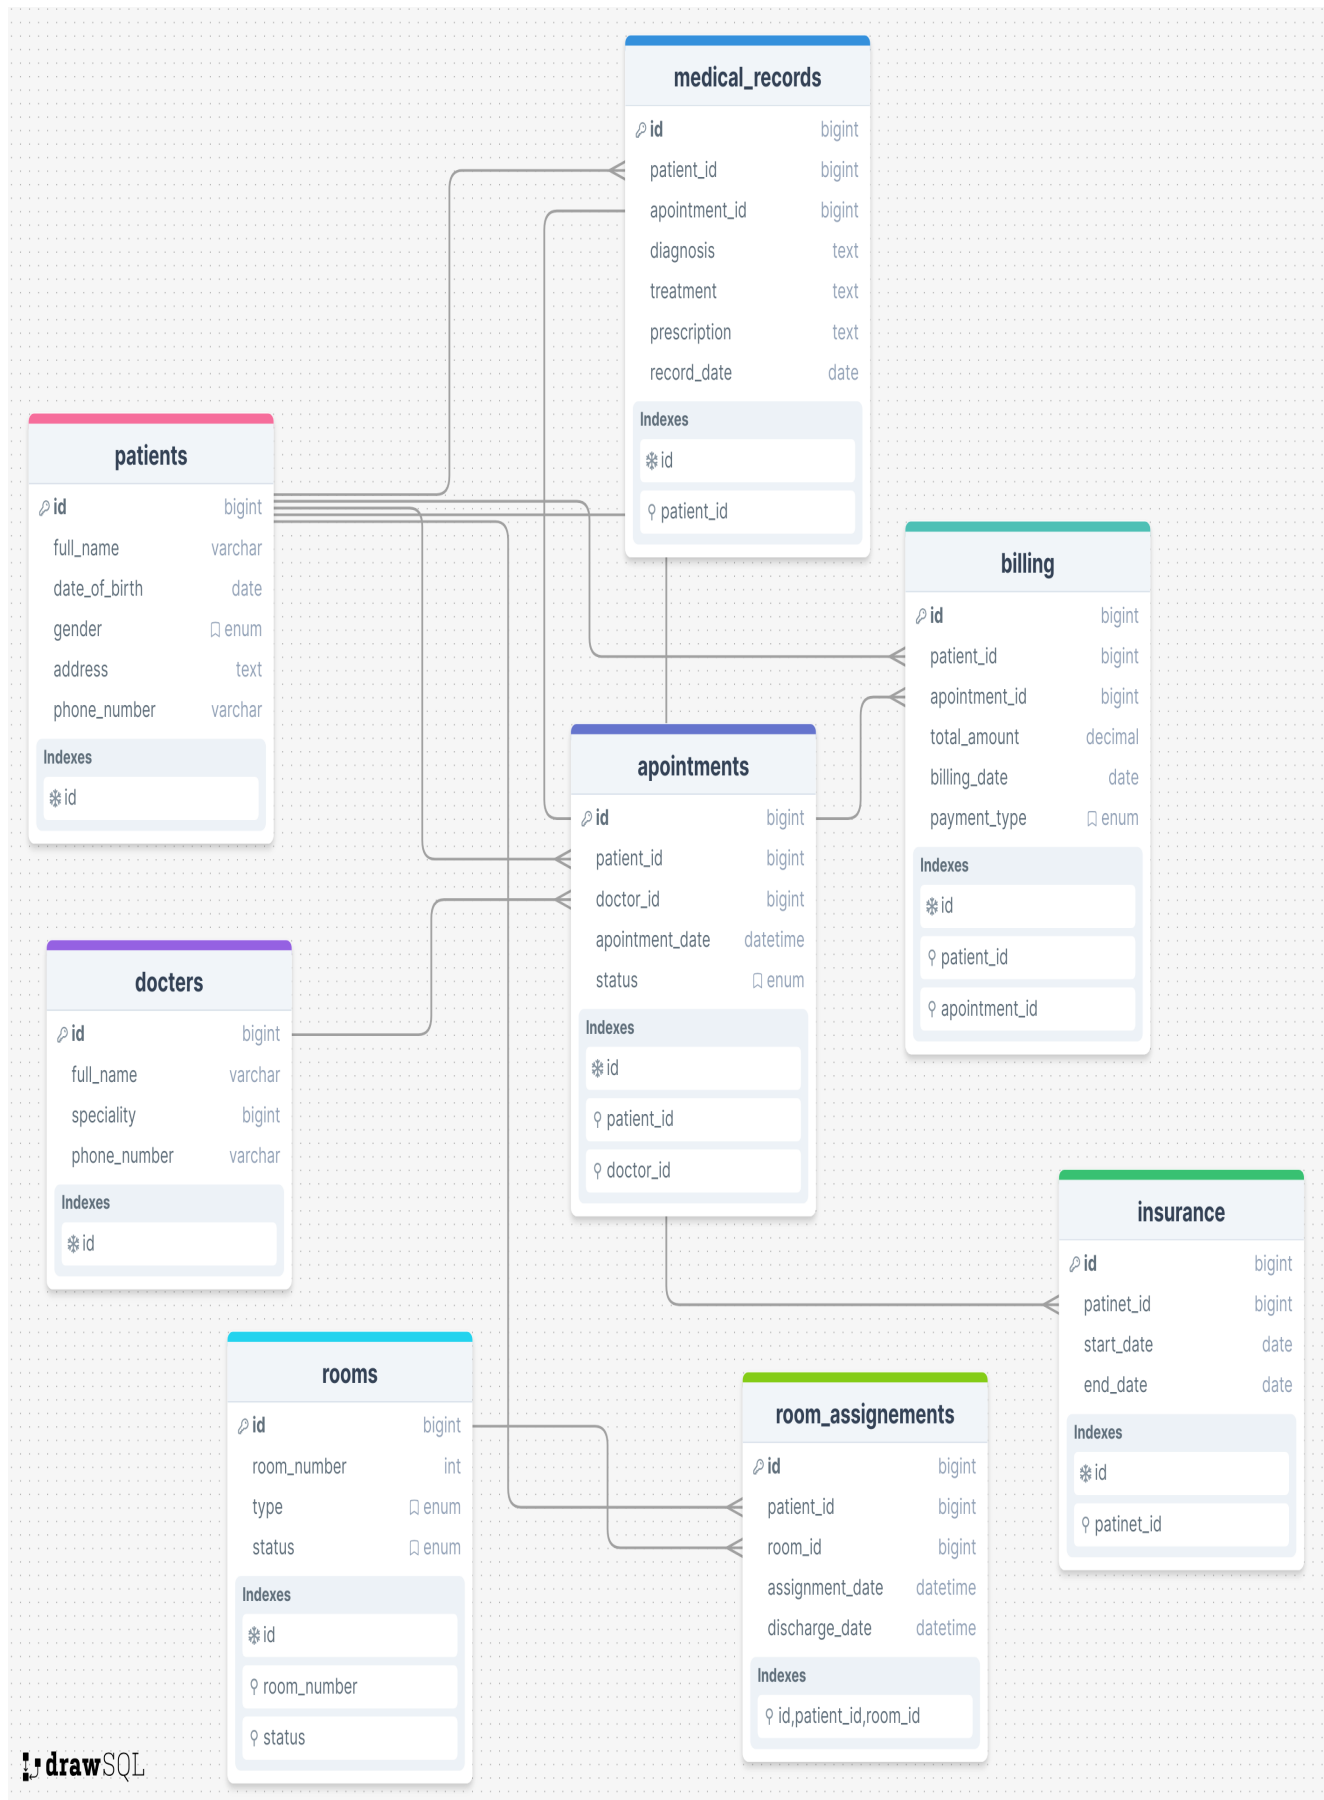 medical_records
id bigint
patient_id bigint
apointment_id bigint
diagnosis text
treatment text
prescription text
record_date date
Indexes
id
patient_id
patients
id bigint
full_name varchar
date_of_birth date
gender enum
address text
phone_number varchar
Indexes
id
billing
id bigint
patient_id bigint
apointment_id bigint
total_amount decimal
billing_date date
payment_type enum
Indexes
id
patient_id
apointment_id
apointments
id bigint
patient_id bigint
doctor_id bigint
apointment_date datetime
status enum
Indexes
id
patient_id
doctor_id
docters
id bigint
full_name varchar
speciality bigint
phone_number varchar
Indexes
id
insurance
id bigint
patinet_id bigint
start_date date
end_date date
Indexes
id
patinet_id
rooms
id bigint
room_number int
type enum
status enum
Indexes
id
room_number
status
room_assignements
id bigint
patient_id bigint
room_id bigint
assignment_date datetime
discharge_date datetime
Indexes
id,patient_id,room_id
drawSQL